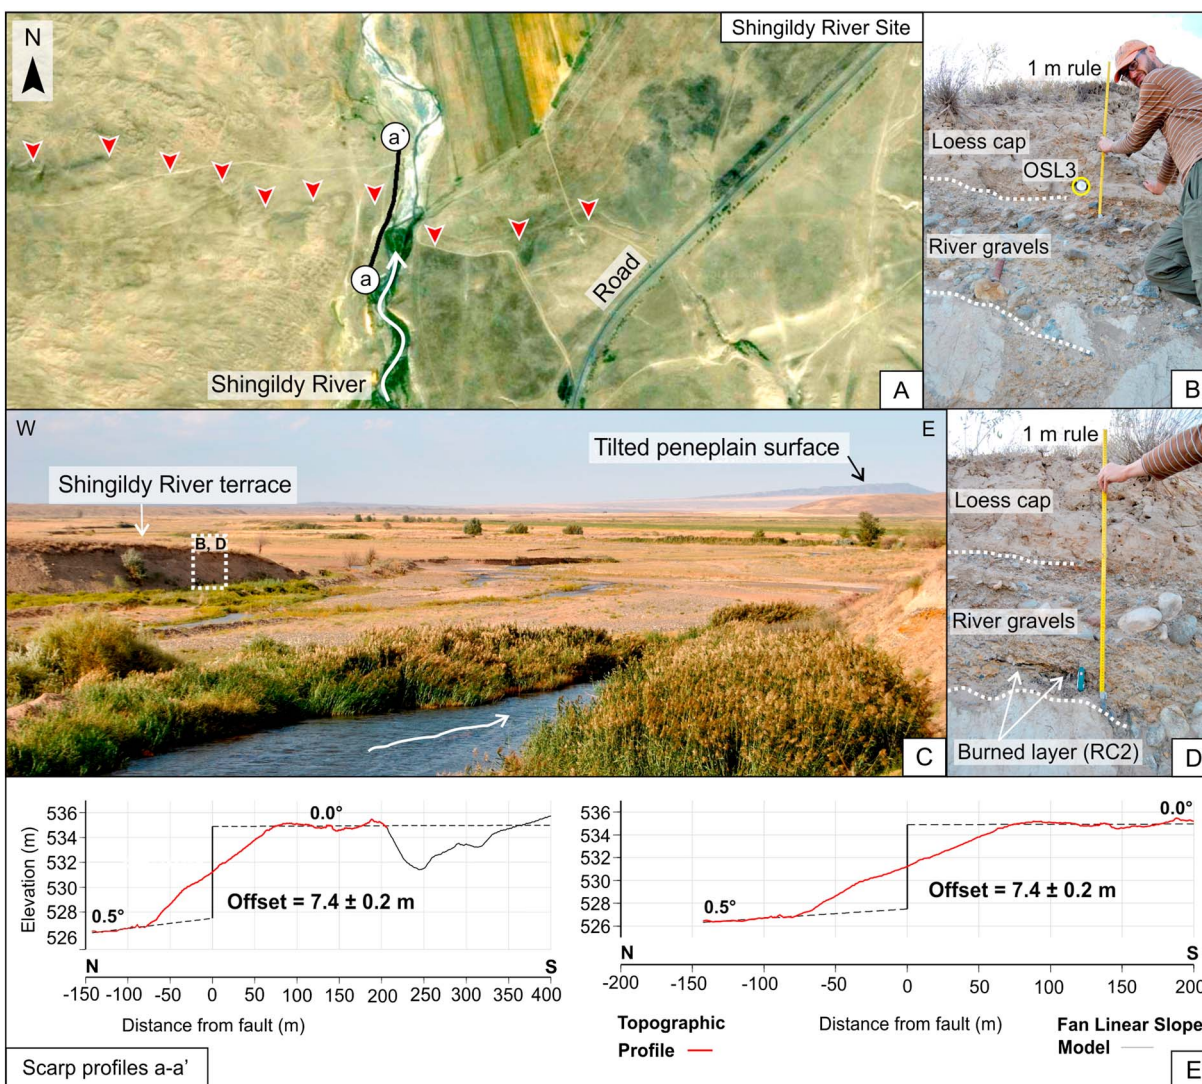 Shingildy River Site
N
a`
a
Road
Shingildy River
A
1 m rule
Loess cap
OSL3
River gravels
B
W
E
Tilted peneplain surface
Shingildy River terrace
B, D
C
1 m rule
Loess cap
River gravels
Burned layer (RC2)
D
Elevation (m)
536
534
532
530
528
526
0.0°
0.5°
Offset = 7.4 ± 0.2 m
N
S
-150 -100 -50 0 50 100 150 200 250 300 350 400
Distance from fault (m)
536
534
532
530
528
526
0.0°
0.5°
Offset = 7.4 ± 0.2 m
N
S
-200 -150 -100 -50 0 50 100 150 200
Distance from fault (m)
Topographic
Profile
Fan Linear Slope
Model
Scarp profiles a-a'
E